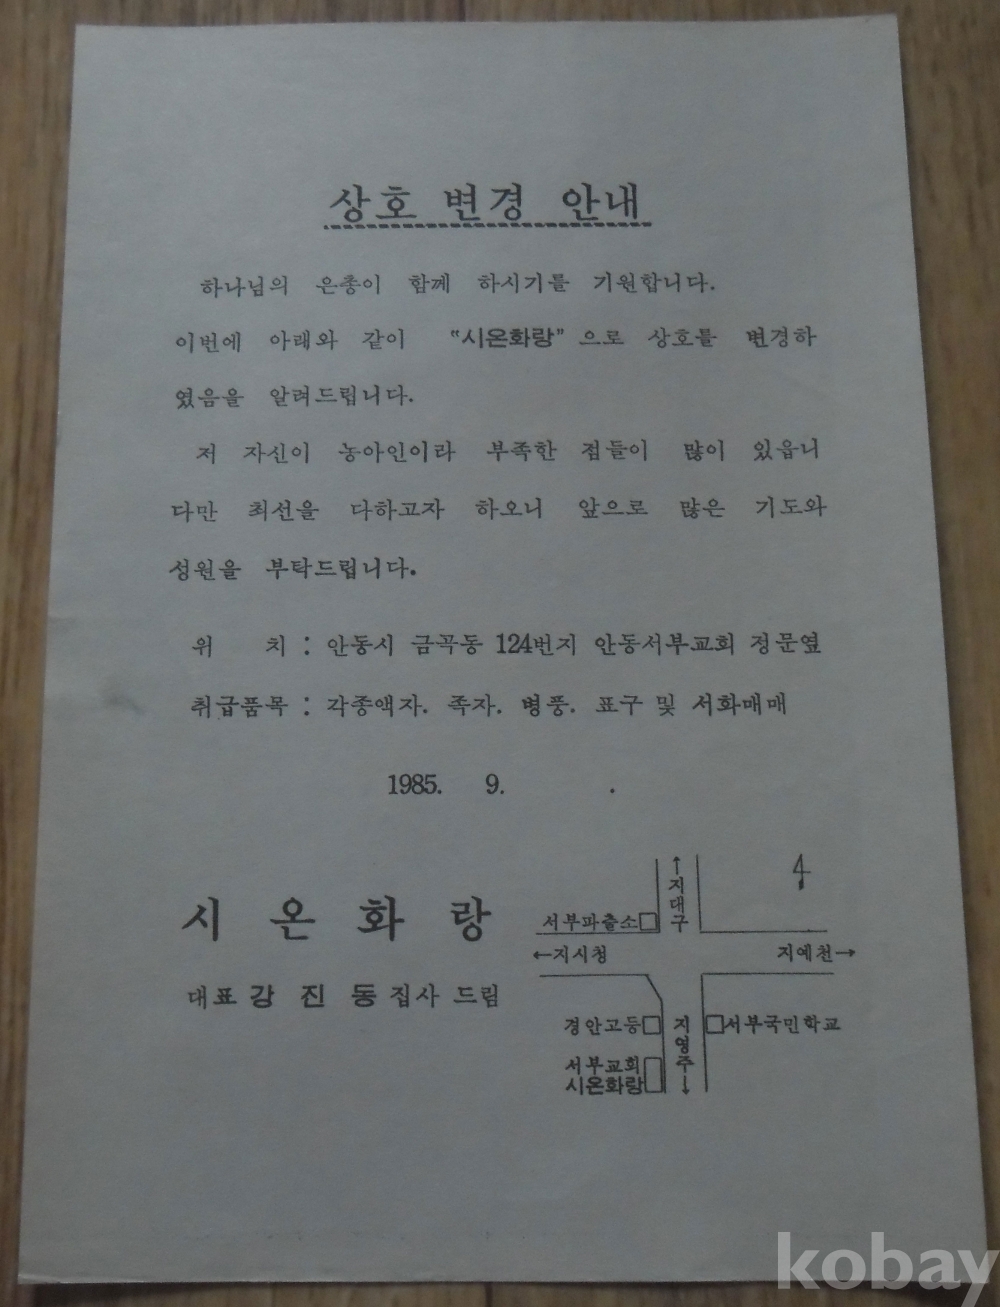 상호 변경 안내
하나님의 은총이 함께 하시기를 기원합니다.
이번에 아래와 같이 “시온화랑” 으로 상호를 변경하
였음을 알려드립니다.
저 자신이 농아인이라 부족한 점들이 많이 있읍니
다만 최선을 다하고자 하오니 앞으로 많은 기도와
성원을 부탁드립니다.
위 치 : 안동시 금곡동 124번지 안동서부교회 정문옆
취급품목 : 각종액자. 족자. 병풍. 표구 및 서화매매
1985. 9. .
시온화랑
대표 강진동 집사 드림
↑지대구
서부파출소
←지시청
지예천→
경안고등
지영주↓
서부국민학교
서부교회
시온화랑
kobay